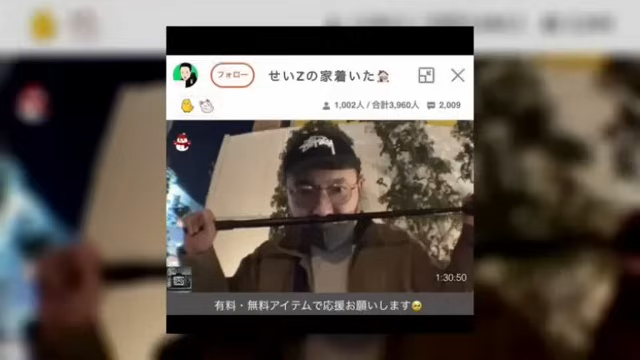 フォロー
せいZの家着いた
1,002人 / 合計3,960人
2,009
1:30:50
有料・無料アイテムで応援お願いします🥺